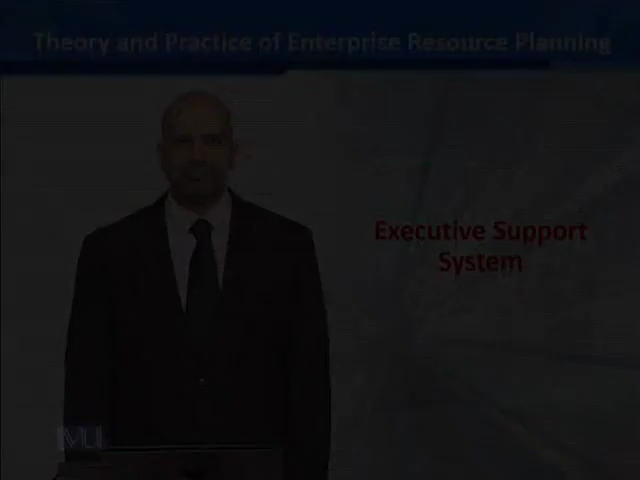 Theory and Practice of Enterprise Resource Planning
Executive Support
System